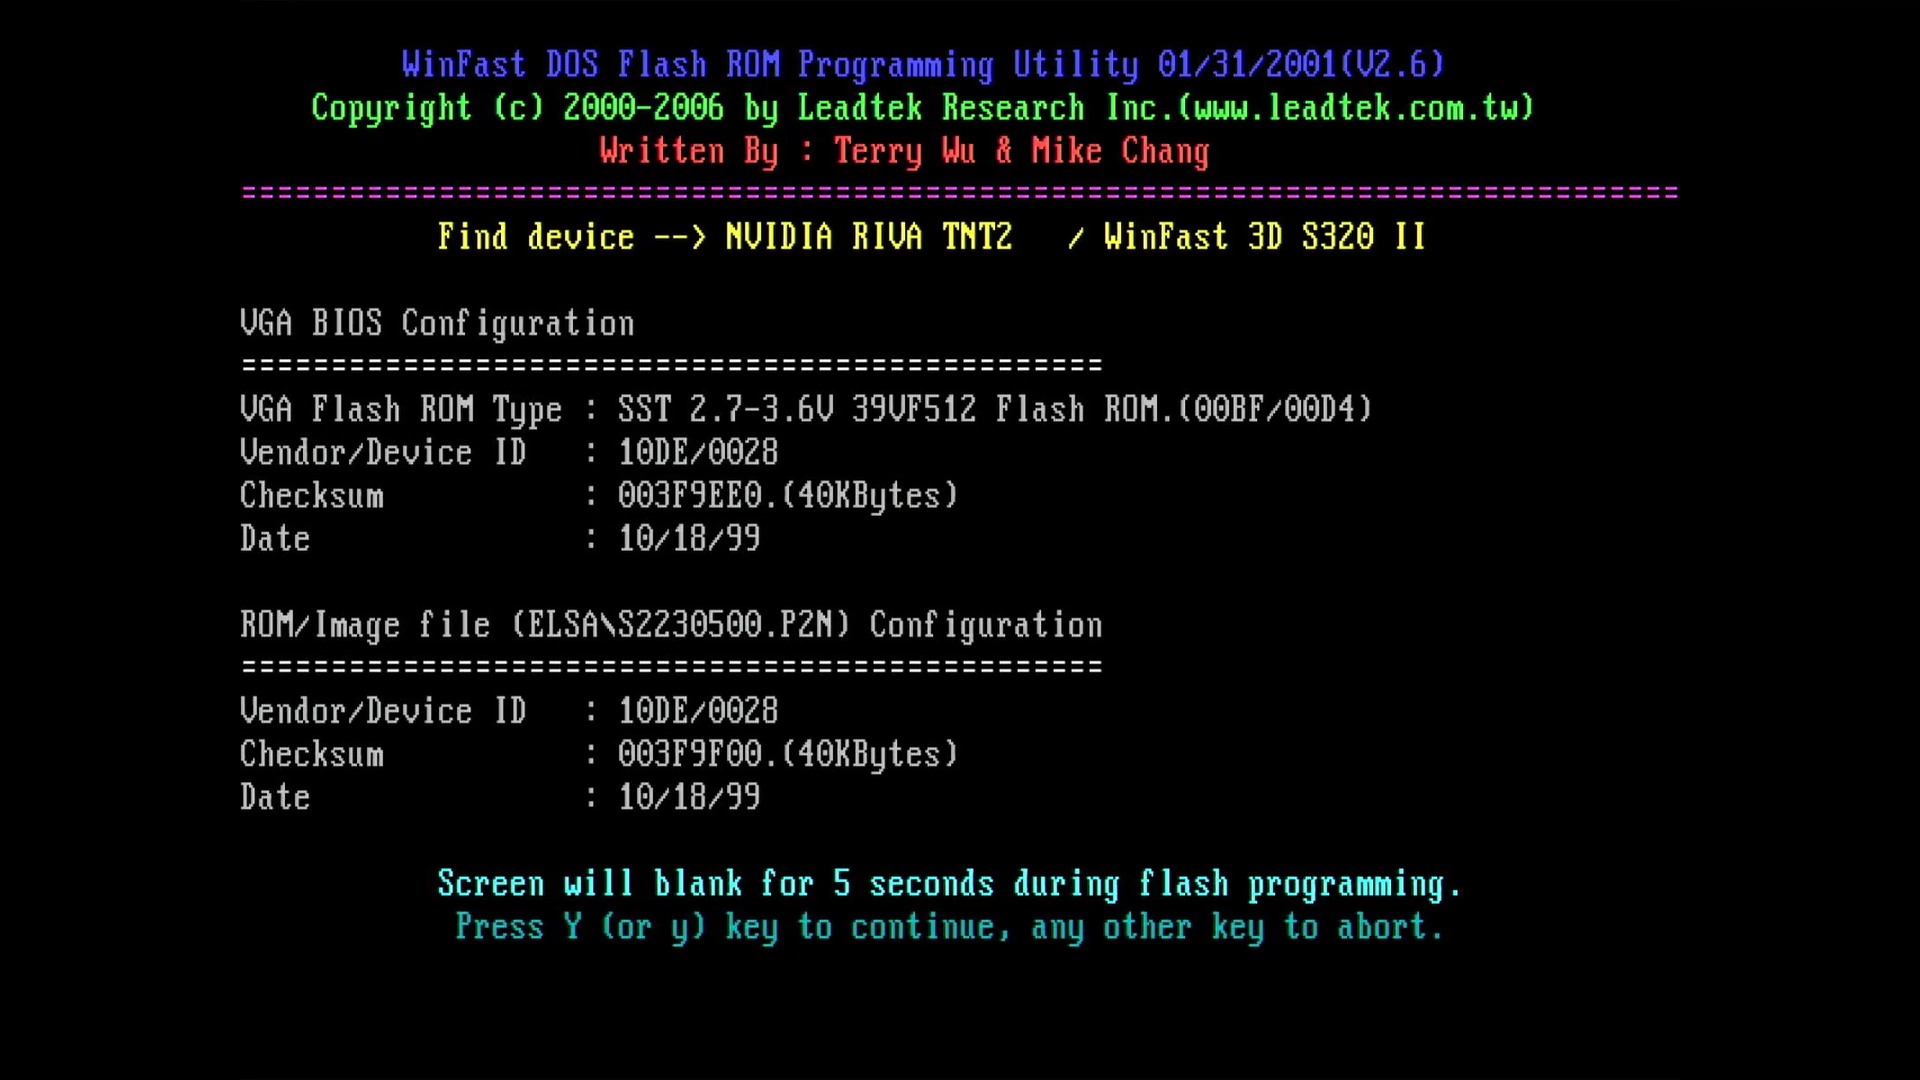 WinFast DOS Flash ROM Programming Utility 01/31/2001(V2.6)
Copyright (c) 2000-2006 by Leadtek Research Inc.(www.leadtek.com.tw)
Written By : Terry Wu & Mike Chang
================================================================================
Find device --> NVIDIA RIVA TNT2   / WinFast 3D S320 II
VGA BIOS Configuration
================================================
VGA Flash ROM Type : SST 2.7-3.6V 39VF512 Flash ROM.(00BF/00D4)
Vendor/Device ID   : 10DE/0028
Checksum           : 003F9EE0.(40KBytes)
Date               : 10/18/99
ROM/Image file (ELSA\S2230500.P2N) Configuration
================================================
Vendor/Device ID   : 10DE/0028
Checksum           : 003F9F00.(40KBytes)
Date               : 10/18/99
Screen will blank for 5 seconds during flash programming.
Press Y (or y) key to continue, any other key to abort.